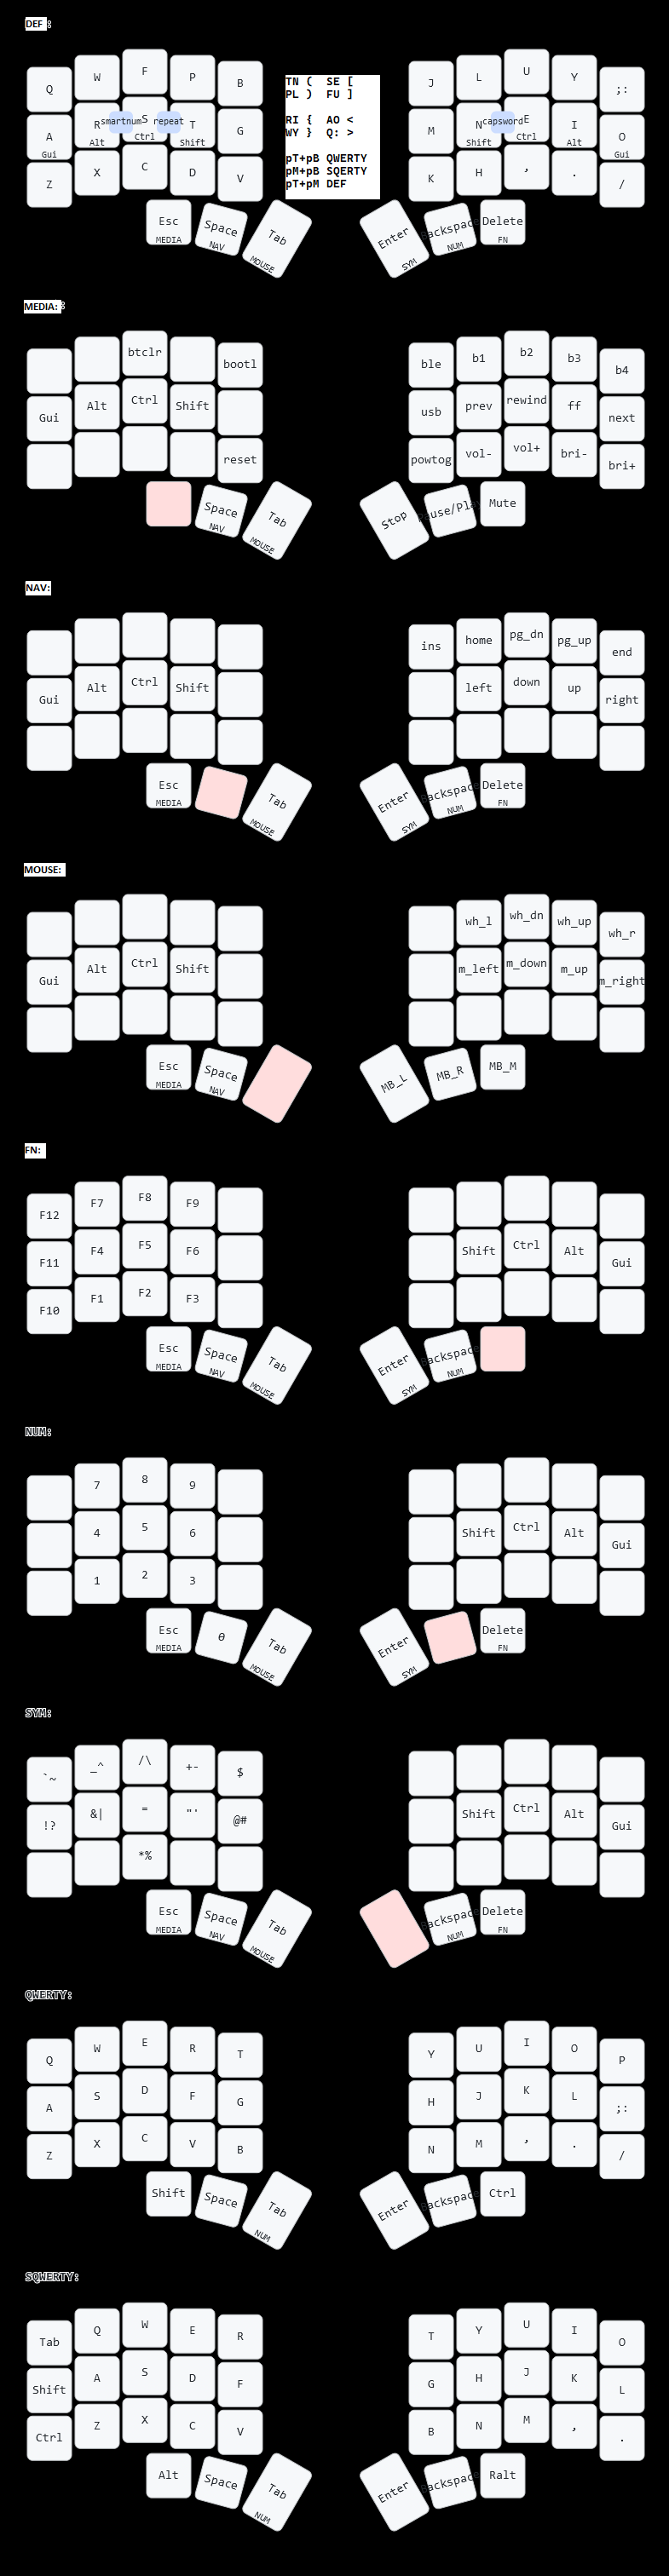 DEF :
Q W F P B J L U Y ;:
TN ( SE [
PL ) FU ]
RI { AO <
WY } Q: >
pT+pB QWERTY
pM+pB SQERTY
pT+pM DEF
A R S T G M N E I O
smartnum repeat capsword
Gui Alt Ctrl Shift Shift Ctrl Alt Gui
Z X C D V K H , . /
Esc Space Tab Enter Backspace Delete
MEDIA NAV MOUSE SYM NUM FN
MEDIA: :
btclr bootl ble b1 b2 b3 b4
Gui Alt Ctrl Shift usb prev rewind ff next
reset powtog vol- vol+ bri- bri+
Space Tab Stop Pause/Play Mute
NAV MOUSE
NAV:
ins home pg_dn pg_up end
Gui Alt Ctrl Shift left down up right
Esc Tab Enter Backspace Delete
MEDIA MOUSE SYM NUM FN
MOUSE:
wh_l wh_dn wh_up wh_r
Gui Alt Ctrl Shift m_left m_down m_up m_right
Esc Space MB_L MB_R MB_M
MEDIA NAV
FN:
F12 F7 F8 F9
F11 F4 F5 F6 Shift Ctrl Alt Gui
F10 F1 F2 F3
Esc Space Tab Enter Backspace
MEDIA NAV MOUSE SYM NUM
NUM:
7 8 9
4 5 6 Shift Ctrl Alt Gui
1 2 3
Esc 0 Tab Enter Delete
MEDIA MOUSE SYM FN
SYM:
`~ _^ /\ +- $
!? &| = "' @# Shift Ctrl Alt Gui
*%
Esc Space Tab Backspace Delete
MEDIA NAV MOUSE NUM FN
QWERTY:
Q W E R T Y U I O P
A S D F G H J K L ;:
Z X C V B N M , . /
Shift Space Tab Enter Backspace Ctrl
NUM
SQWERTY:
Tab Q W E R T Y U I O
Shift A S D F G H J K L
Ctrl Z X C V B N M , .
Alt Space Tab Enter Backspace Ralt
NUM